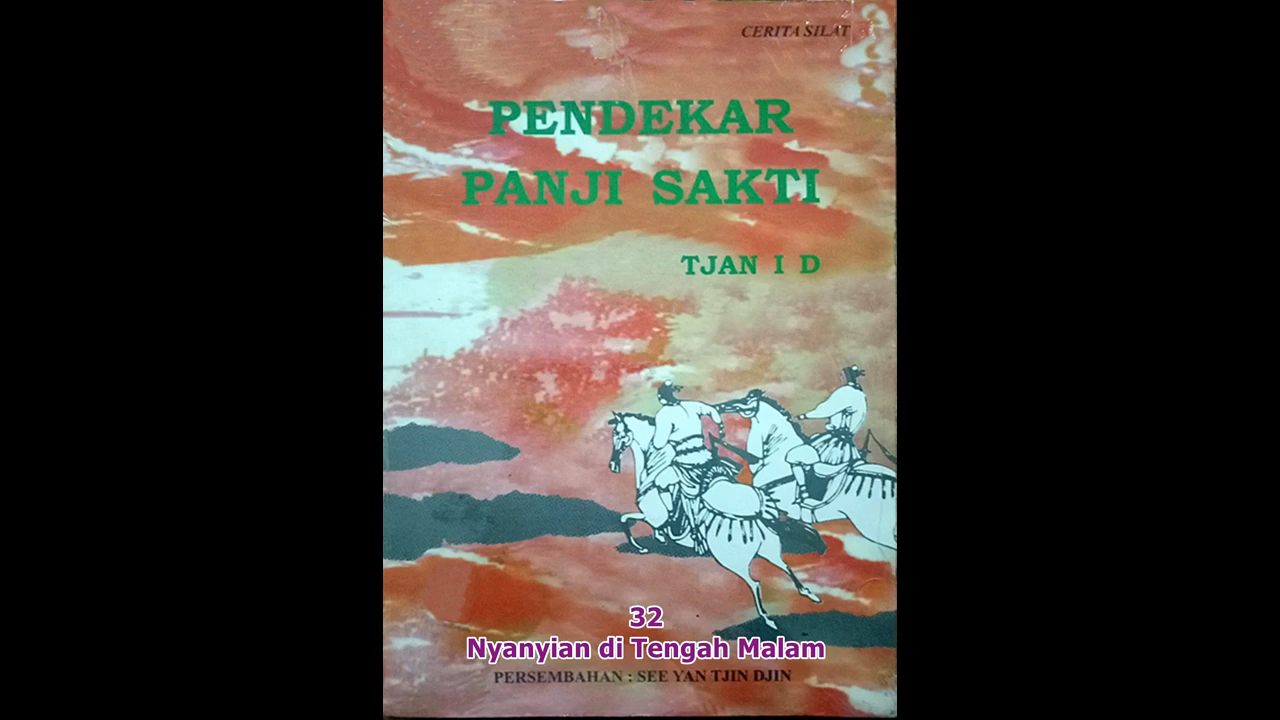 CERITA SILAT
PENDEKAR
PANJI SAKTI
TJAN I D
32
Nyanyian di Tengah Malam
PERSEMBAHAN : SEE YAN TJIN DJIN